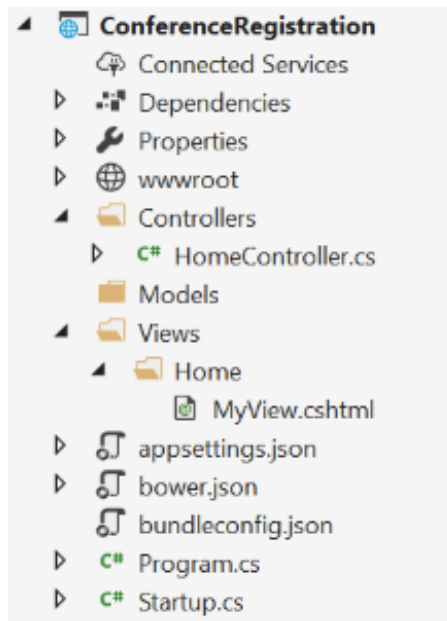 ConferenceRegistration
Connected Services
Dependencies
Properties
wwwroot
Controllers
C# HomeController.cs
Models
Views
Home
MyView.cshtml
appsettings.json
bower.json
bundleconfig.json
C# Program.cs
C# Startup.cs